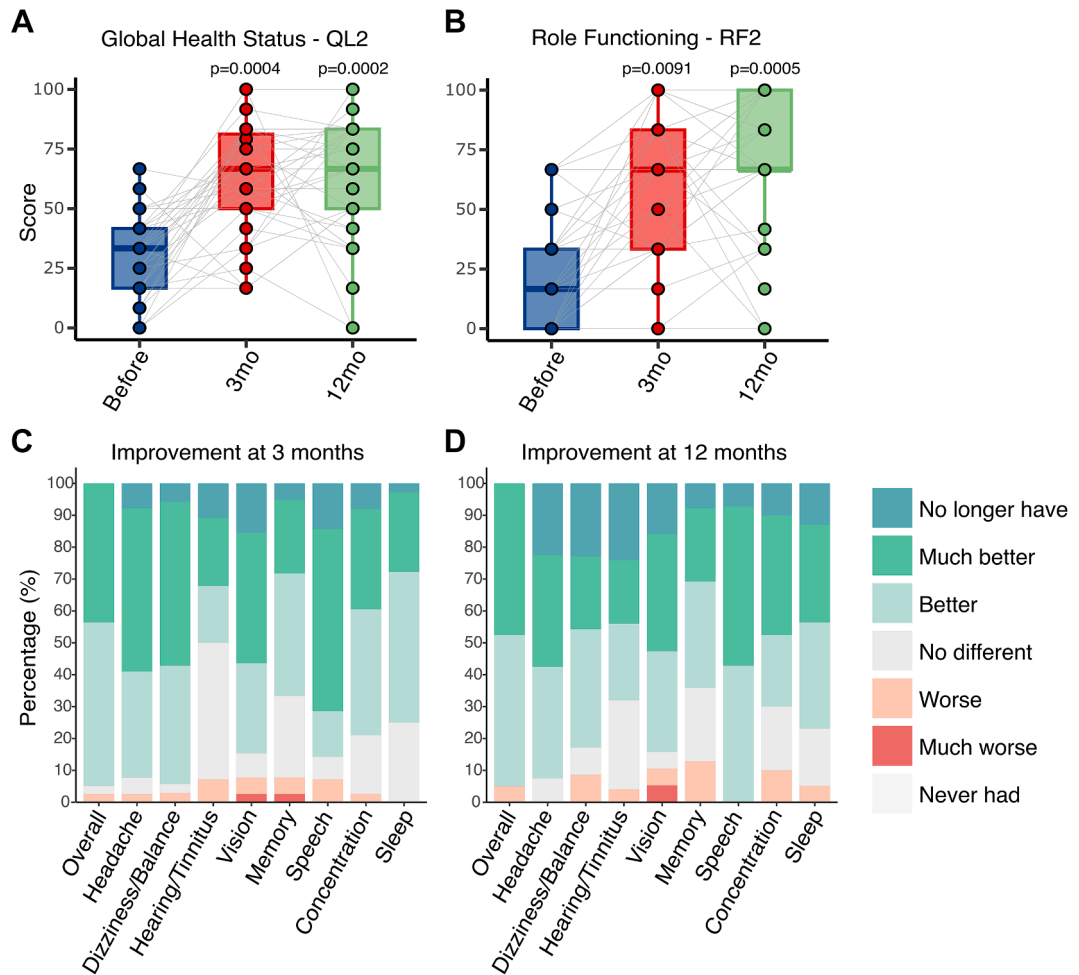 A
Global Health Status - QL2
p=0.0004 p=0.0002
100
75
50
25
0
Score
Before
3mo
12mo
B
Role Functioning - RF2
p=0.0091 p=0.0005
100
75
50
25
0
Before
3mo
12mo
C
Improvement at 3 months
100
90
80
70
60
50
40
30
20
10
0
Percentage (%)
Overall
Headache
Dizziness/Balance
Hearing/Tinnitus
Vision
Memory
Speech
Concentration
Sleep
D
Improvement at 12 months
100
90
80
70
60
50
40
30
20
10
0
Overall
Headache
Dizziness/Balance
Hearing/Tinnitus
Vision
Memory
Speech
Concentration
Sleep
No longer have
Much better
Better
No different
Worse
Much worse
Never had